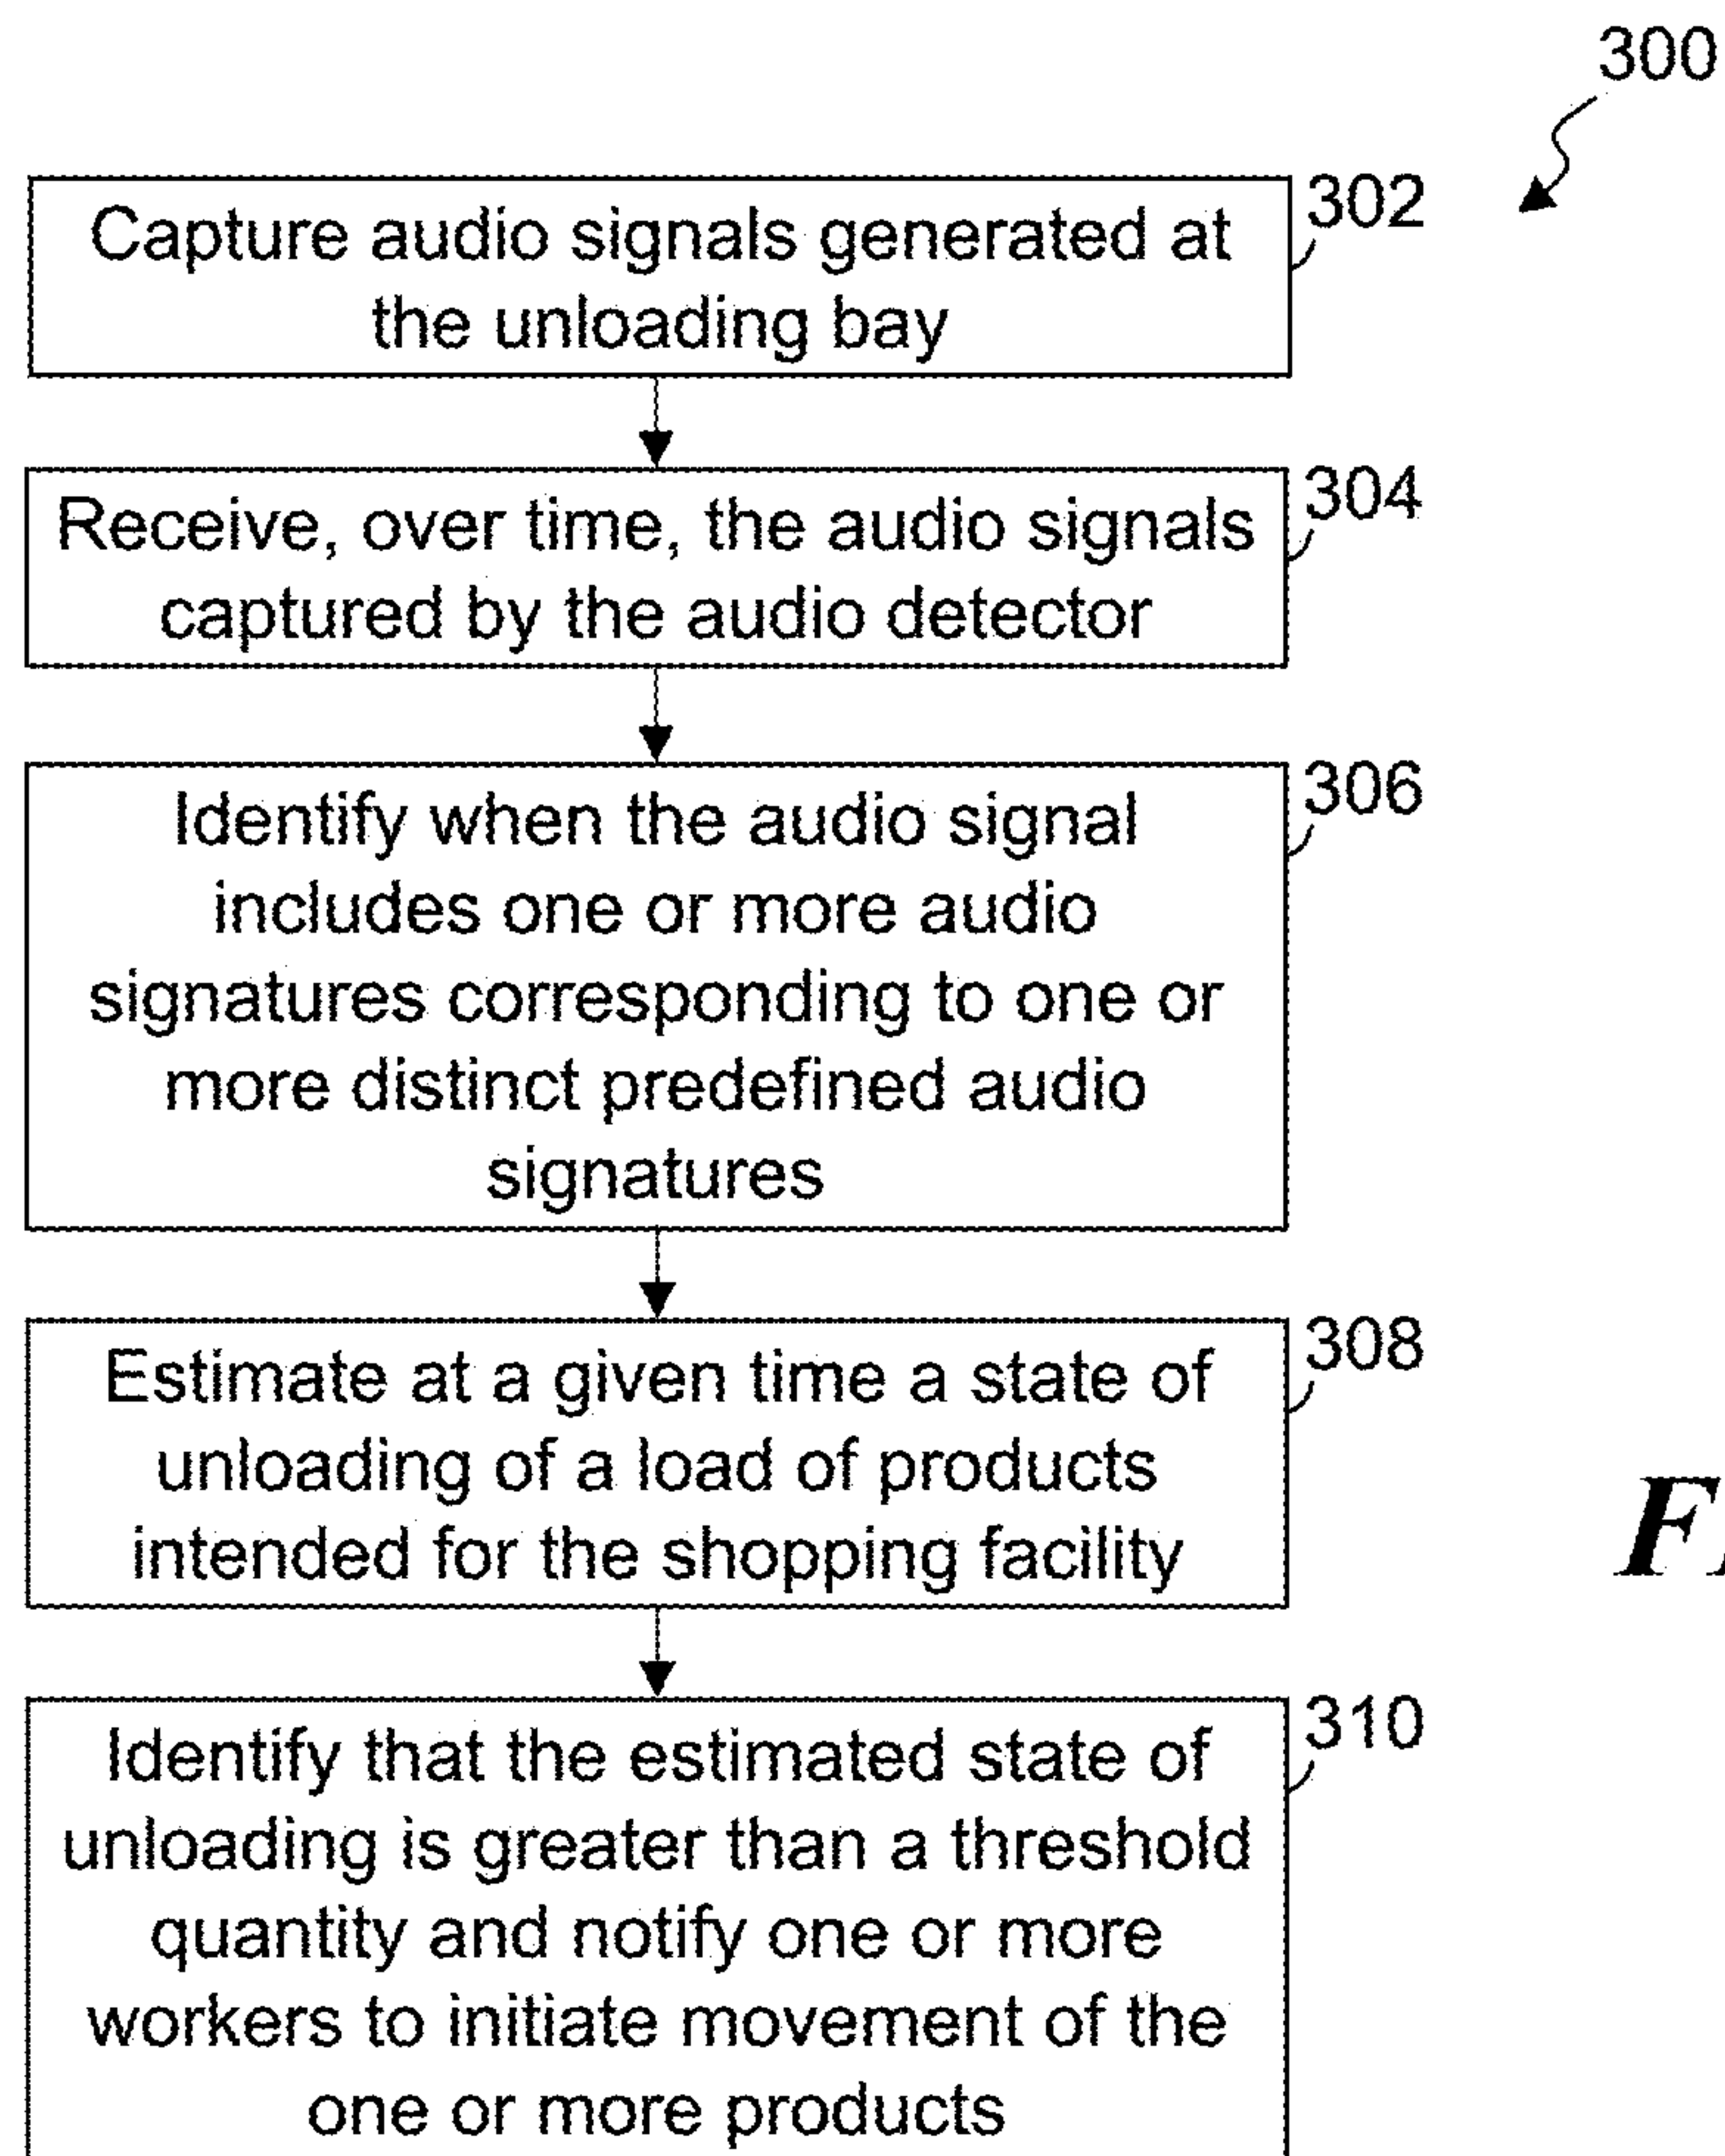 300
Capture audio signals generated at
the unloading bay
302
Receive, over time, the audio signals
captured by the audio detector
304
Identify when the audio signal
includes one or more audio
signatures corresponding to one or
more distinct predefined audio
signatures
306
Estimate at a given time a state of
unloading of a load of products
intended for the shopping facility
308
Identify that the estimated state of
unloading is greater than a threshold
quantity and notify one or more
workers to initiate movement of the
one or more products
310